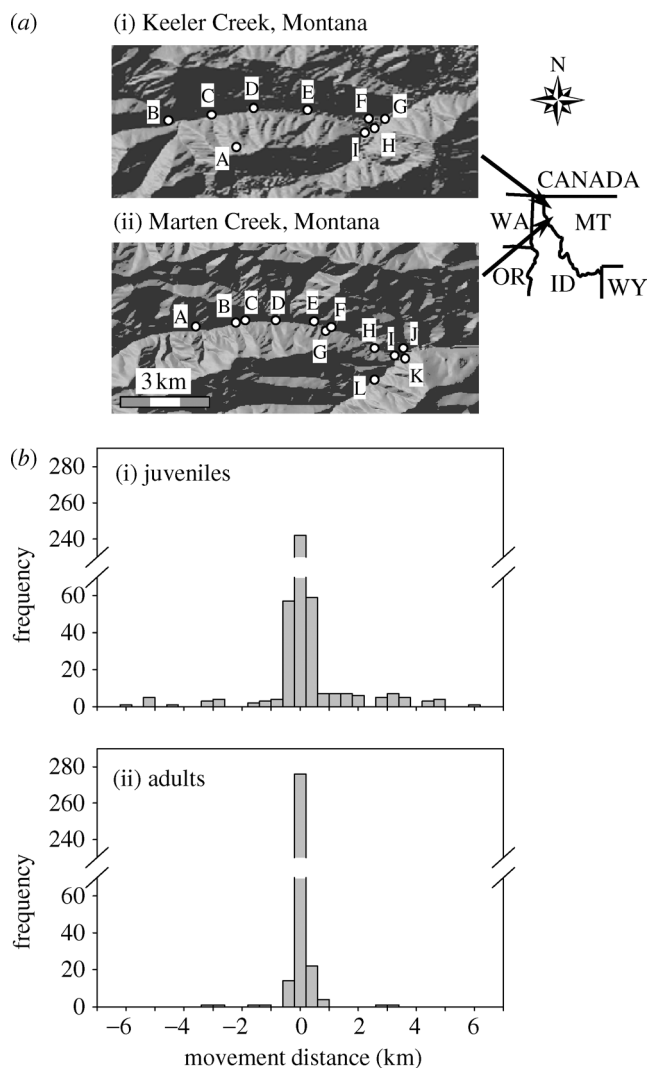 (a)
(i) Keeler Creek, Montana
B
C
D
E
F
G
A
I
H
N
CANADA
WA
MT
OR
ID
WY
(ii) Marten Creek, Montana
A
B
C
D
E
F
G
H
I
J
K
L
3 km
(b)
(i) juveniles
280
260
240
60
40
20
0
frequency
(ii) adults
280
260
240
60
40
20
0
frequency
−6 −4 −2 0 2 4 6
movement distance (km)